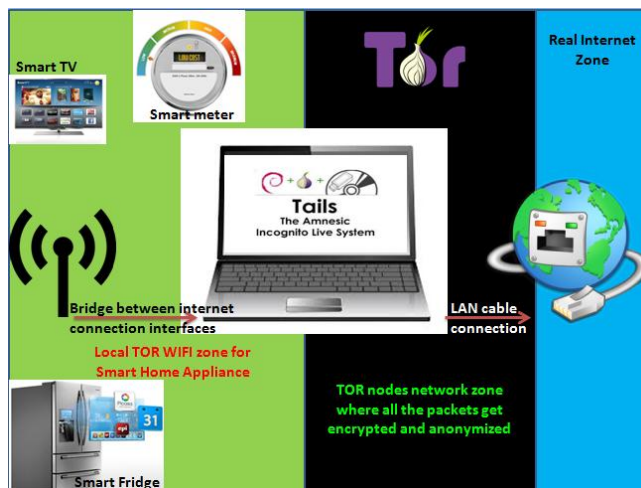 Smart TV
LOW COST
Smart meter
Tor
Real Internet
Zone
Tails
The Amnesic
Incognito Live System
Bridge between internet
connection interfaces
LAN cable
connection
Local TOR WIFI zone for
Smart Home Appliance
TOR nodes network zone
where all the packets get
encrypted and anonymized
31
Smart Fridge